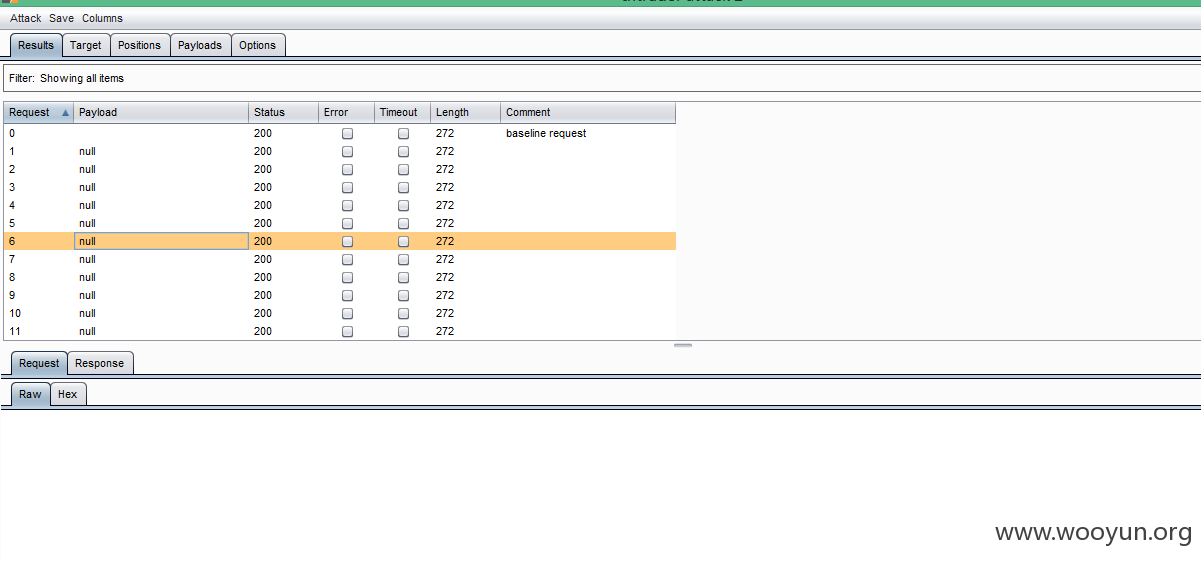 Attack Save Columns
Results Target Positions Payloads Options
Filter: Showing all items
Request Payload Status Error Timeout Length Comment
0 200 272 baseline request
1 null 200 272
2 null 200 272
3 null 200 272
4 null 200 272
5 null 200 272
6 null 200 272
7 null 200 272
8 null 200 272
9 null 200 272
10 null 200 272
11 null 200 272
Request Response
Raw Hex
www.wooyun.org